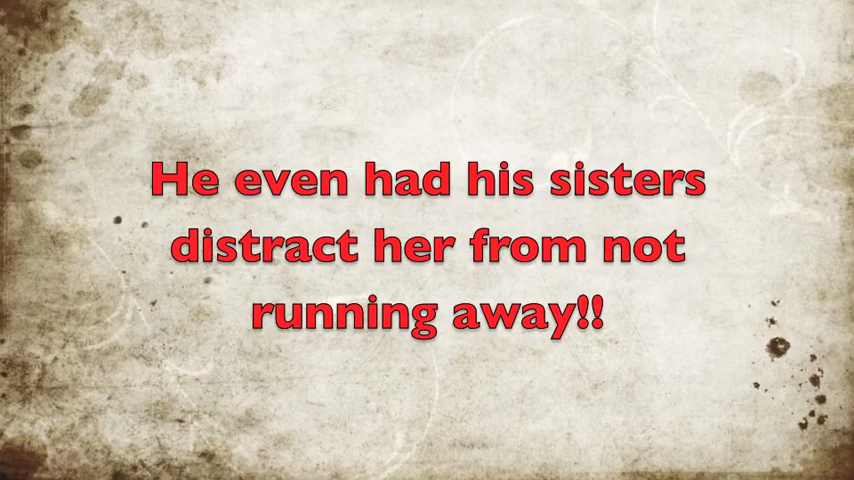 He even had his sisters
distract her from not
running away!!